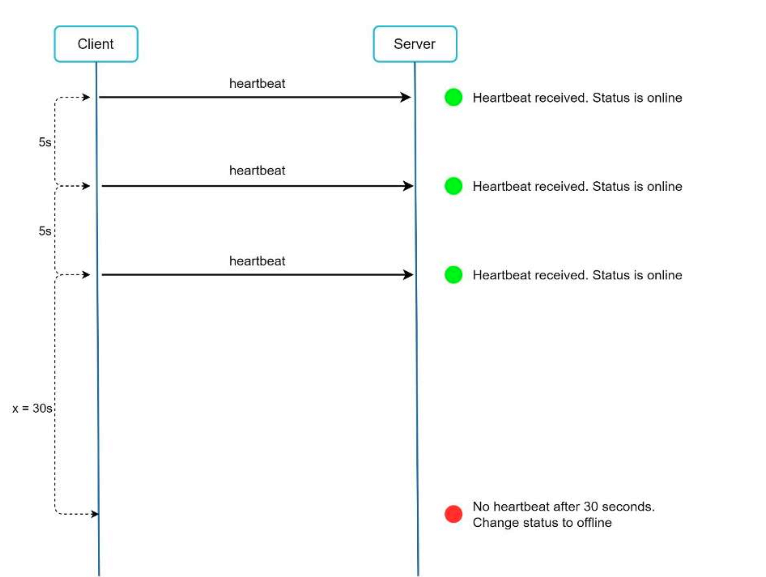 Client
Server
heartbeat
Heartbeat received. Status is online
5s
heartbeat
Heartbeat received. Status is online
5s
heartbeat
Heartbeat received. Status is online
x = 30s
No heartbeat after 30 seconds.
Change status to offline